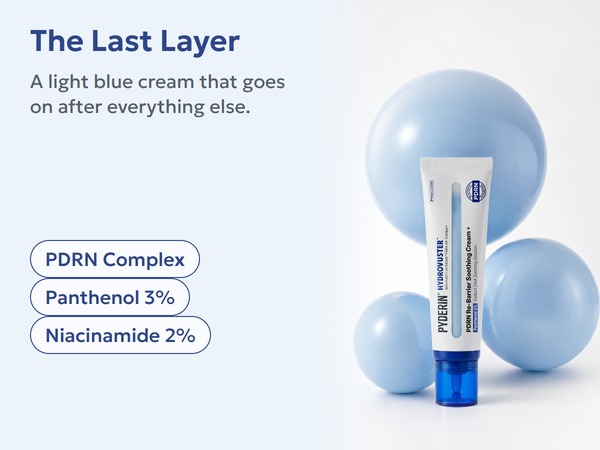 The Last Layer
A light blue cream that goes
on after everything else.
PDRN Complex
Panthenol 3%
Niacinamide 2%
PYDERIN HYDROVUSTER
PDRN Re-Barrier Soothing Cream+
PDRN